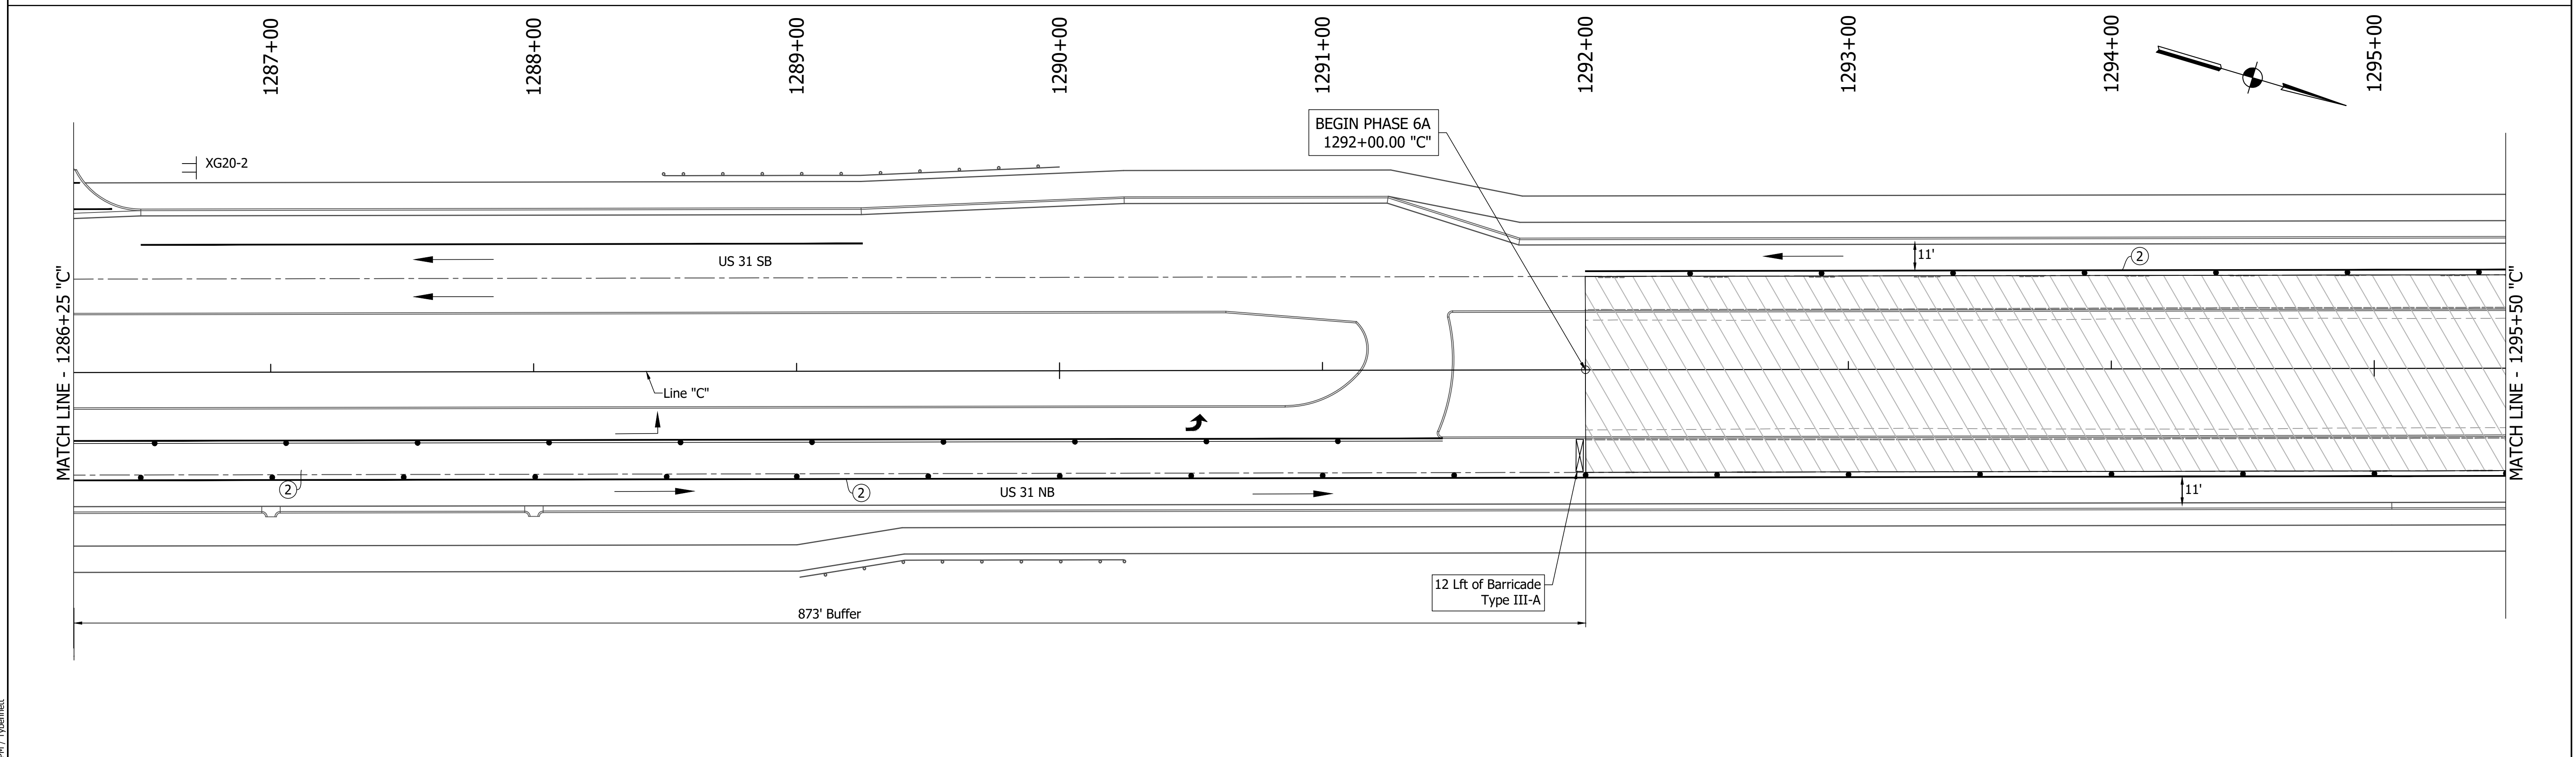 1287+00
1288+00
1289+00
1290+00
1291+00
1292+00
1293+00
1294+00
1295+00
BEGIN PHASE 6A
1292+00.00 "C"
XG20-2
MATCH LINE - 1286+25 "C"
US 31 SB
11'
2
Line "C"
MATCH LINE - 1295+50 "C"
2
2
US 31 NB
11'
12 Lft of Barricade
Type III-A
873' Buffer